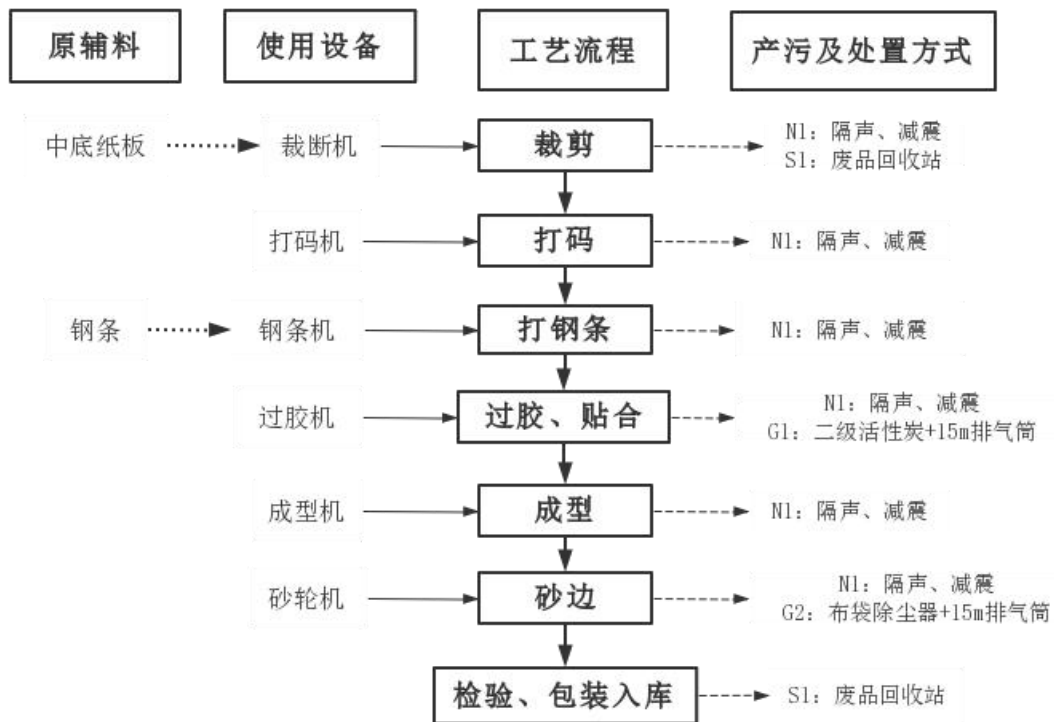 原辅料
使用设备
工艺流程
产污及处置方式
中底纸板
裁断机
裁剪
N1: 隔声、减震
S1: 废品回收站
打码机
打码
N1: 隔声、减震
钢条
钢条机
打钢条
N1: 隔声、减震
过胶机
过胶、贴合
N1: 隔声、减震
G1: 二级活性炭+15m排气筒
成型机
成型
N1: 隔声、减震
砂轮机
砂边
N1: 隔声、减震
G2: 布袋除尘器+15m排气筒
检验、包装入库
S1: 废品回收站